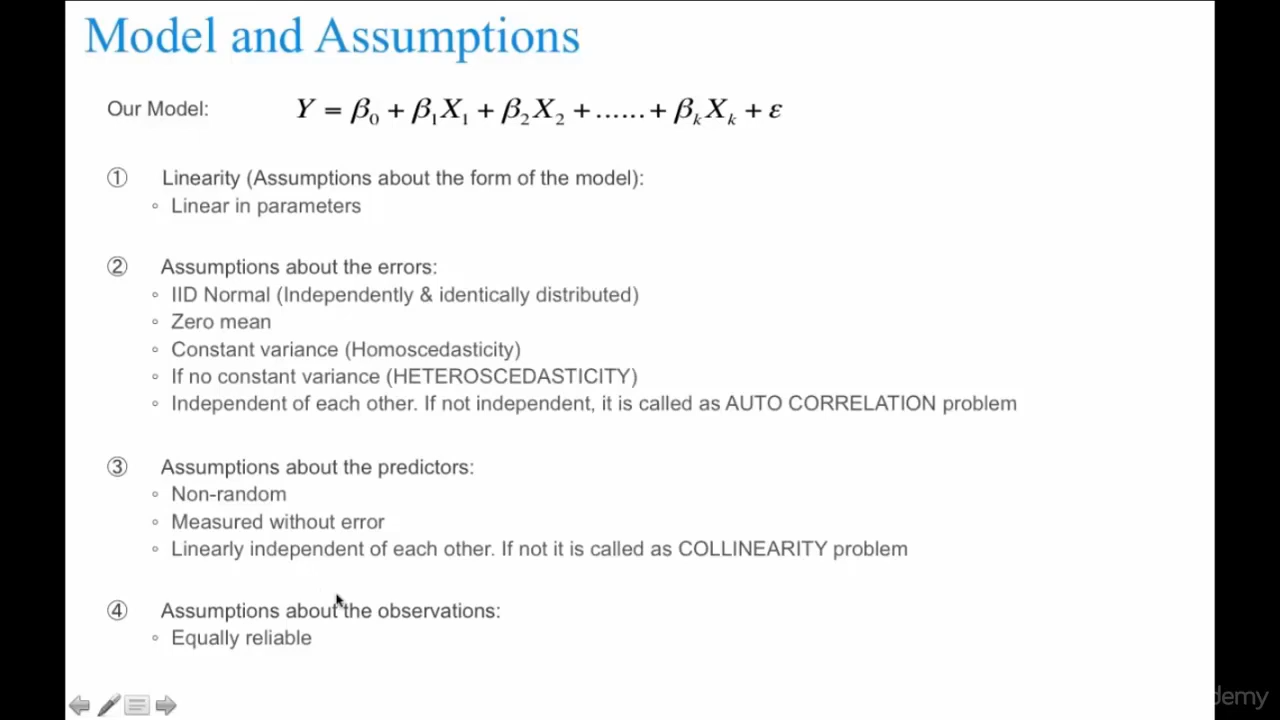 Model and Assumptions
Our Model: Y = β₀ + β₁X₁ + β₂X₂ + ...... + βₖXₖ + ε
① Linearity (Assumptions about the form of the model):
◦ Linear in parameters
② Assumptions about the errors:
◦ IID Normal (Independently & identically distributed)
◦ Zero mean
◦ Constant variance (Homoscedasticity)
◦ If no constant variance (HETEROSCEDASTICITY)
◦ Independent of each other. If not independent, it is called as AUTO CORRELATION problem
③ Assumptions about the predictors:
◦ Non-random
◦ Measured without error
◦ Linearly independent of each other. If not it is called as COLLINEARITY problem
④ Assumptions about the observations:
◦ Equally reliable
demy